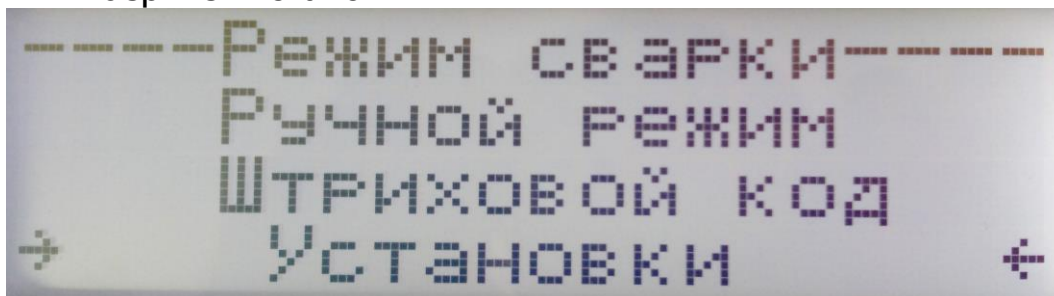 ----Режим сварки----
Ручной режим
Штриховой код
→ Установки ←